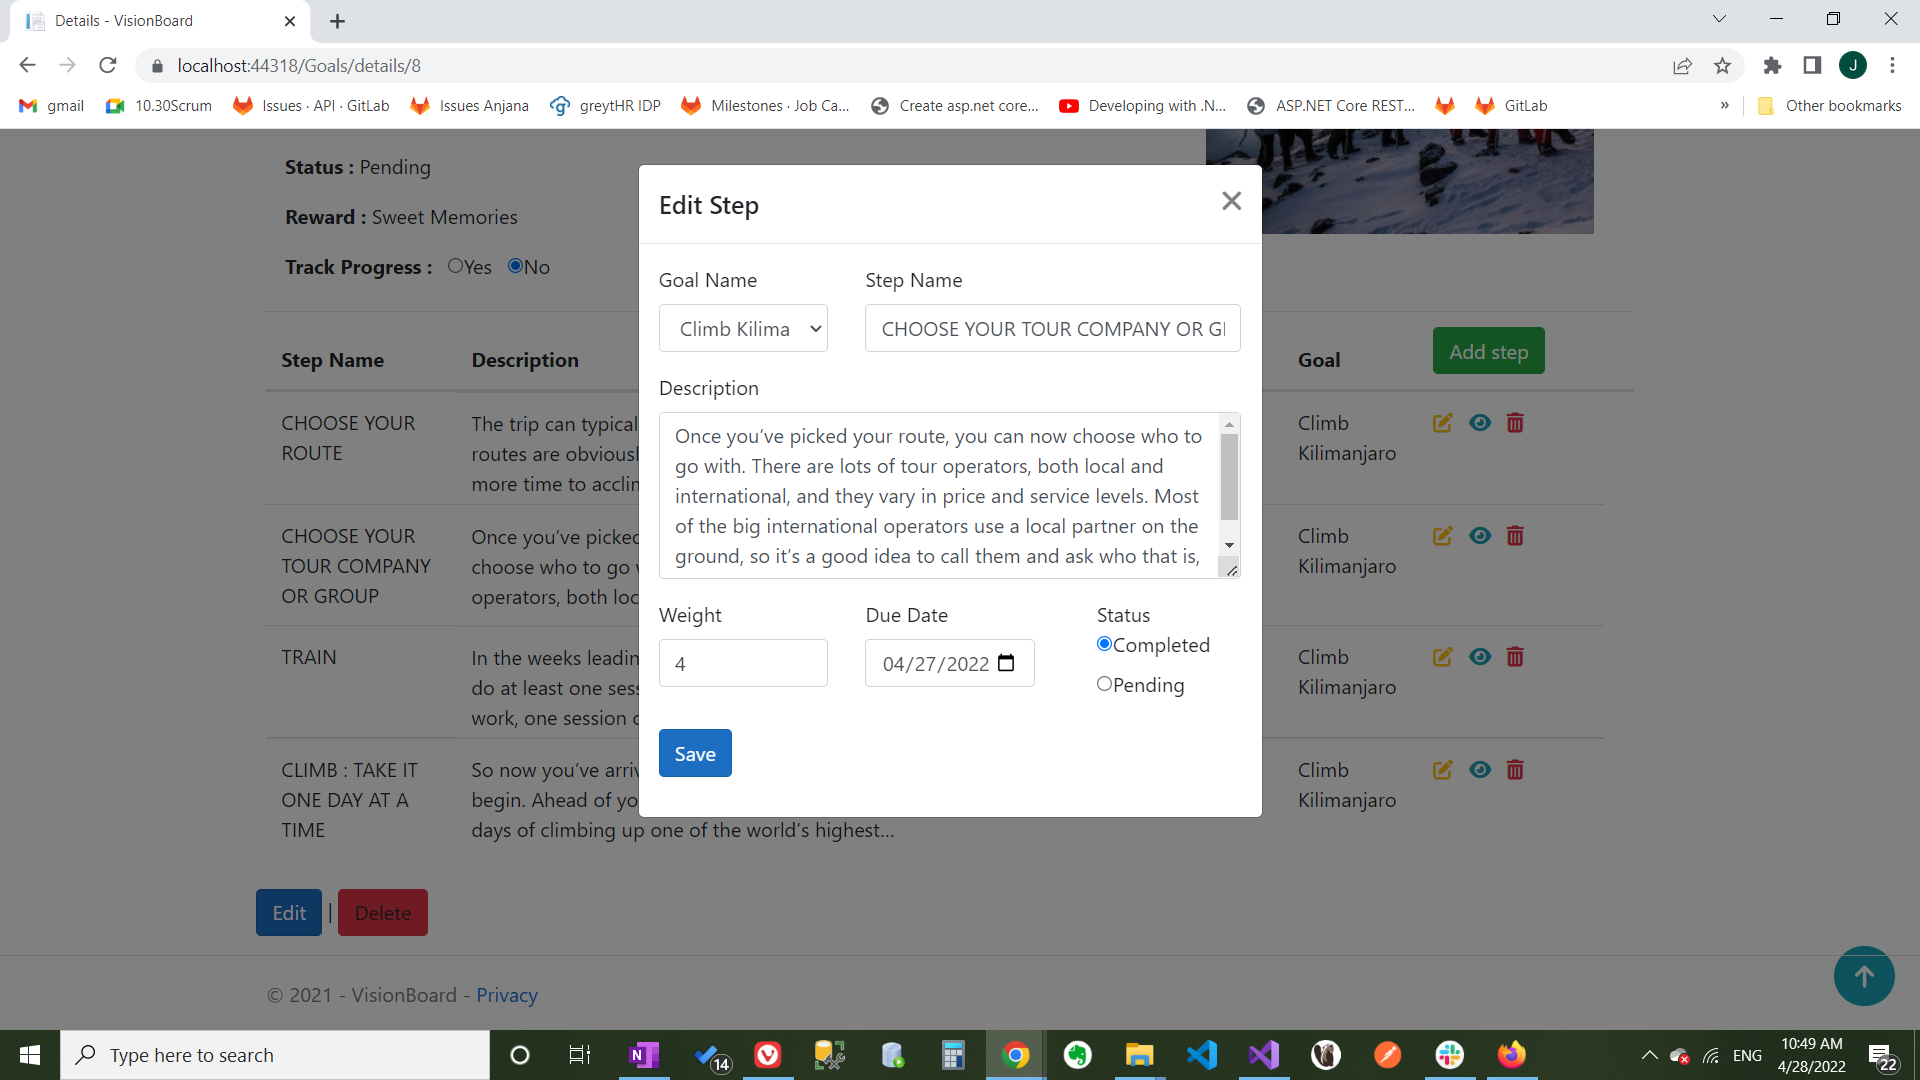 Details - VisionBoard
localhost:44318/Goals/details/8
J
gmail
10.30Scrum
Issues · API · GitLab
Issues Anjana
greytHR IDP
Milestones · Job Ca...
Create asp.net core...
Developing with .N...
ASP.NET Core REST...
GitLab
»
Other bookmarks
Status : Pending
Reward : Sweet Memories
Track Progress : Yes No
Edit Step
Goal Name
Step Name
Climb Kilima
CHOOSE YOUR TOUR COMPANY OR GI
Description
Once you’ve picked your route, you can now choose who to
go with. There are lots of tour operators, both local and
international, and they vary in price and service levels. Most
of the big international operators use a local partner on the
ground, so it’s a good idea to call them and ask who that is,
Weight
Due Date
Status
4
04/27/2022
Completed
Pending
Save
Step Name
Description
Goal
Add step
CHOOSE YOUR
ROUTE
The trip can typical
routes are obviousl
more time to acclin
Climb
Kilimanjaro
CHOOSE YOUR
TOUR COMPANY
OR GROUP
Once you’ve picked
choose who to go
operators, both loc
Climb
Kilimanjaro
TRAIN
In the weeks leadin
do at least one sess
work, one session
Climb
Kilimanjaro
CLIMB : TAKE IT
ONE DAY AT A
TIME
So now you’ve arriv
begin. Ahead of yo
days of climbing up one of the world’s highest...
Climb
Kilimanjaro
Edit | Delete
© 2021 - VisionBoard - Privacy
Type here to search
N
14
ENG
10:49 AM
4/28/2022
22